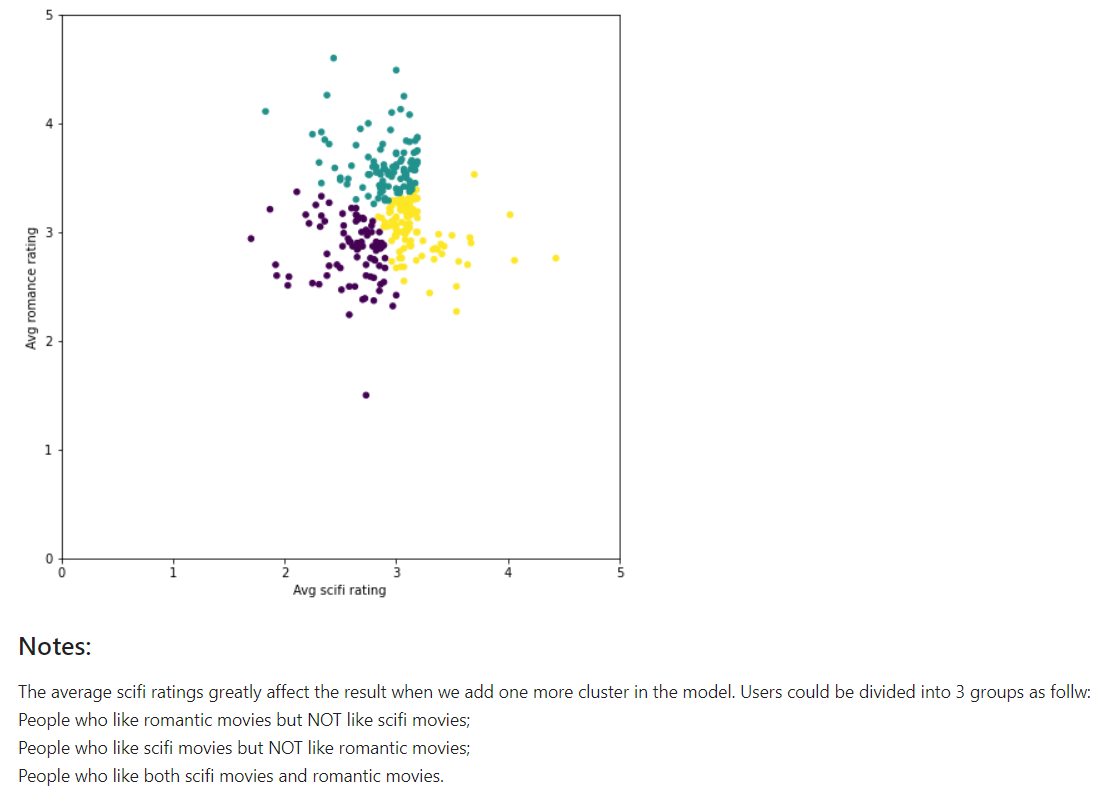 5
4
3
2
1
0
Avg romance rating
0 1 2 3 4 5
Avg scifi rating
Notes:
The average scifi ratings greatly affect the result when we add one more cluster in the model. Users could be divided into 3 groups as follw:
People who like romantic movies but NOT like scifi movies;
People who like scifi movies but NOT like romantic movies;
People who like both scifi movies and romantic movies.